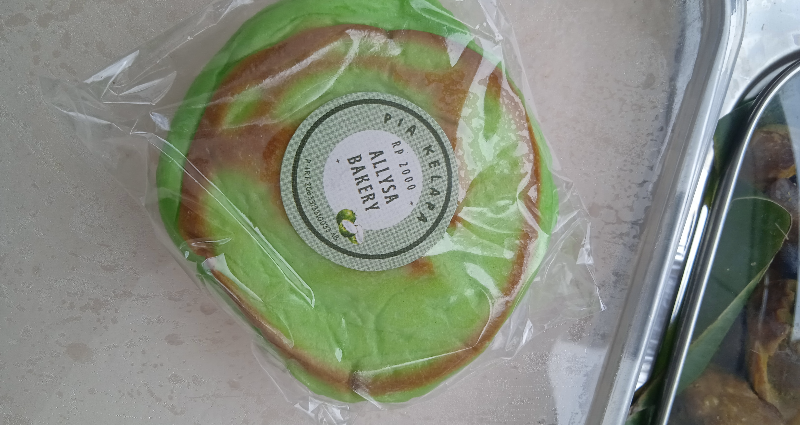 PIA KELAPA
RP 2000
ALLYSA
BAKERY